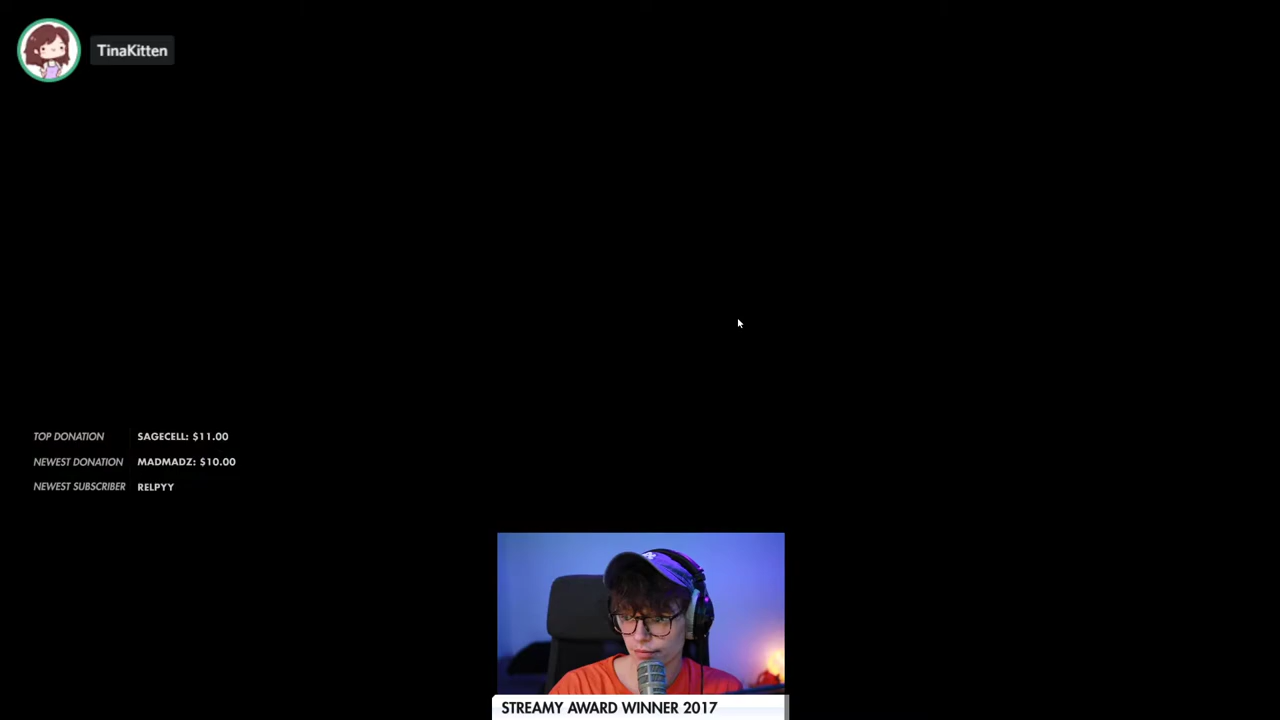 TinaKitten
TOP DONATION SAGECELL: $11.00
NEWEST DONATION MADMADZ: $10.00
NEWEST SUBSCRIBER RELPYY
STREAMY AWARD WINNER 2017